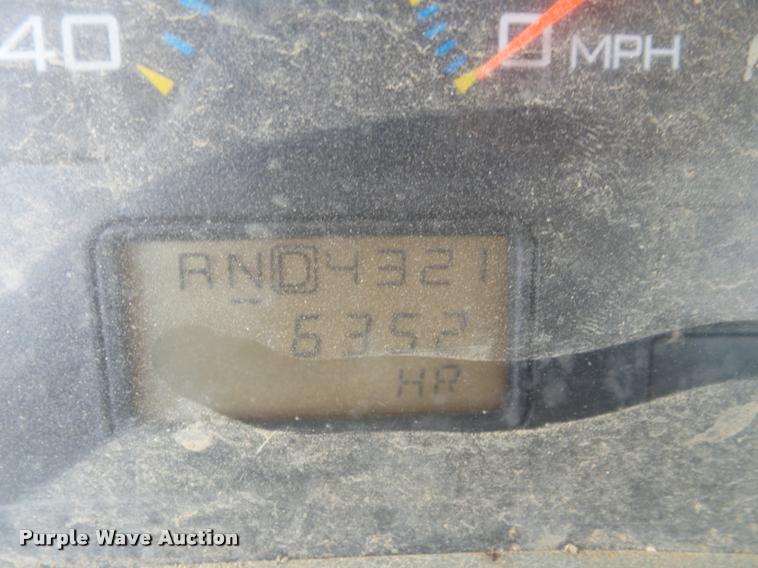 40
0 MPH
RND4321
6352
HR
Purple Wave Auction